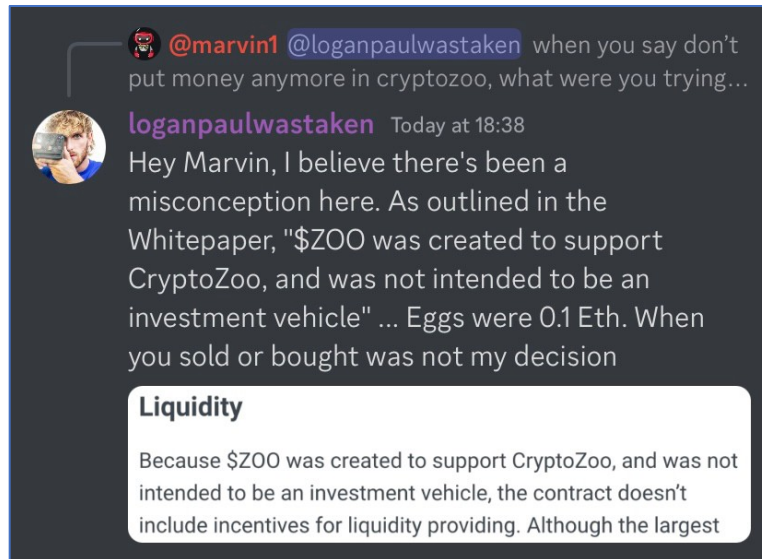 @marvin1 @loganpaulwastaken when you say don't
put money anymore in cryptozoo, what were you trying...
loganpaulwastaken Today at 18:38
Hey Marvin, I believe there's been a
misconception here. As outlined in the
Whitepaper, "$ZOO was created to support
CryptoZoo, and was not intended to be an
investment vehicle" ... Eggs were 0.1 Eth. When
you sold or bought was not my decision
Liquidity
Because $ZOO was created to support CryptoZoo, and was not
intended to be an investment vehicle, the contract doesn't
include incentives for liquidity providing. Although the largest